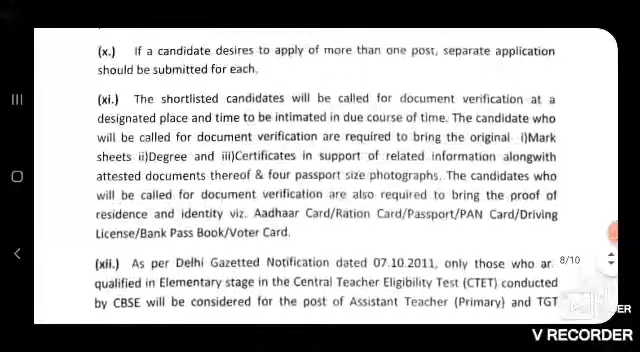 (x.) If a candidate desires to apply of more than one post, separate application
should be submitted for each.
(xi.) The shortlisted candidates will be called for document verification at a
designated place and time to be intimated in due course of time. The candidate who
will be called for document verification are required to bring the original i)Mark
sheets ii)Degree and iii)Certificates in support of related information alongwith
attested documents thereof & four passport size photographs. The candidates who
will be called for document verification are also required to bring the proof of
residence and identity viz. Aadhaar Card/Ration Card/Passport/PAN Card/Driving
License/Bank Pass Book/Voter Card.
(xii.) As per Delhi Gazetted Notification dated 07.10.2011, only those who ar
8/10
qualified in Elementary stage in the Central Teacher Eligibility Test (CTET) conducted
by CBSE will be considered for the post of Assistant Teacher (Primary) and TGT
V RECORDER